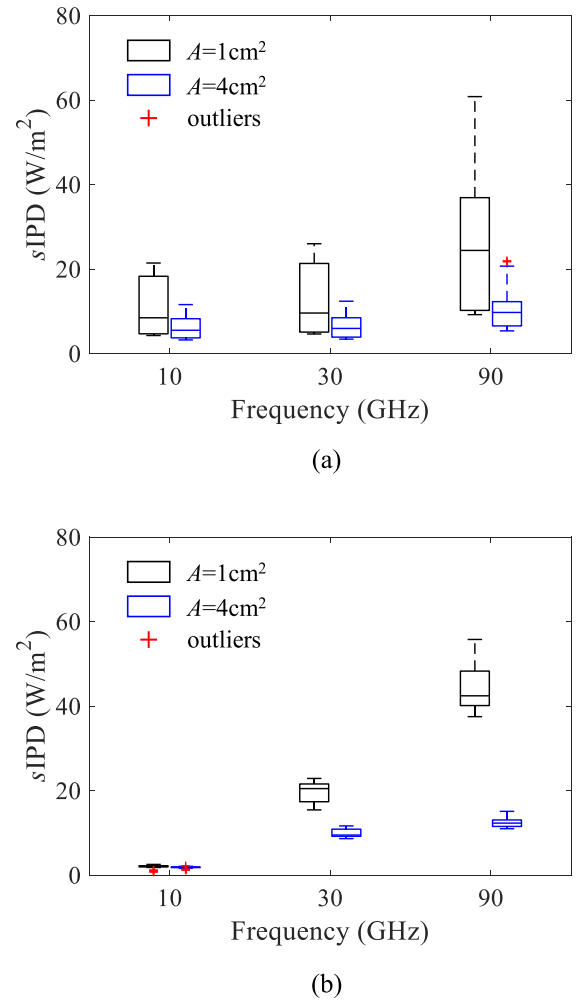 80
60
40
20
0
sIPD (W/m²)
A=1cm²
A=4cm²
outliers
10 30 90
Frequency (GHz)
(a)
80
60
40
20
0
sIPD (W/m²)
A=1cm²
A=4cm²
outliers
10 30 90
Frequency (GHz)
(b)